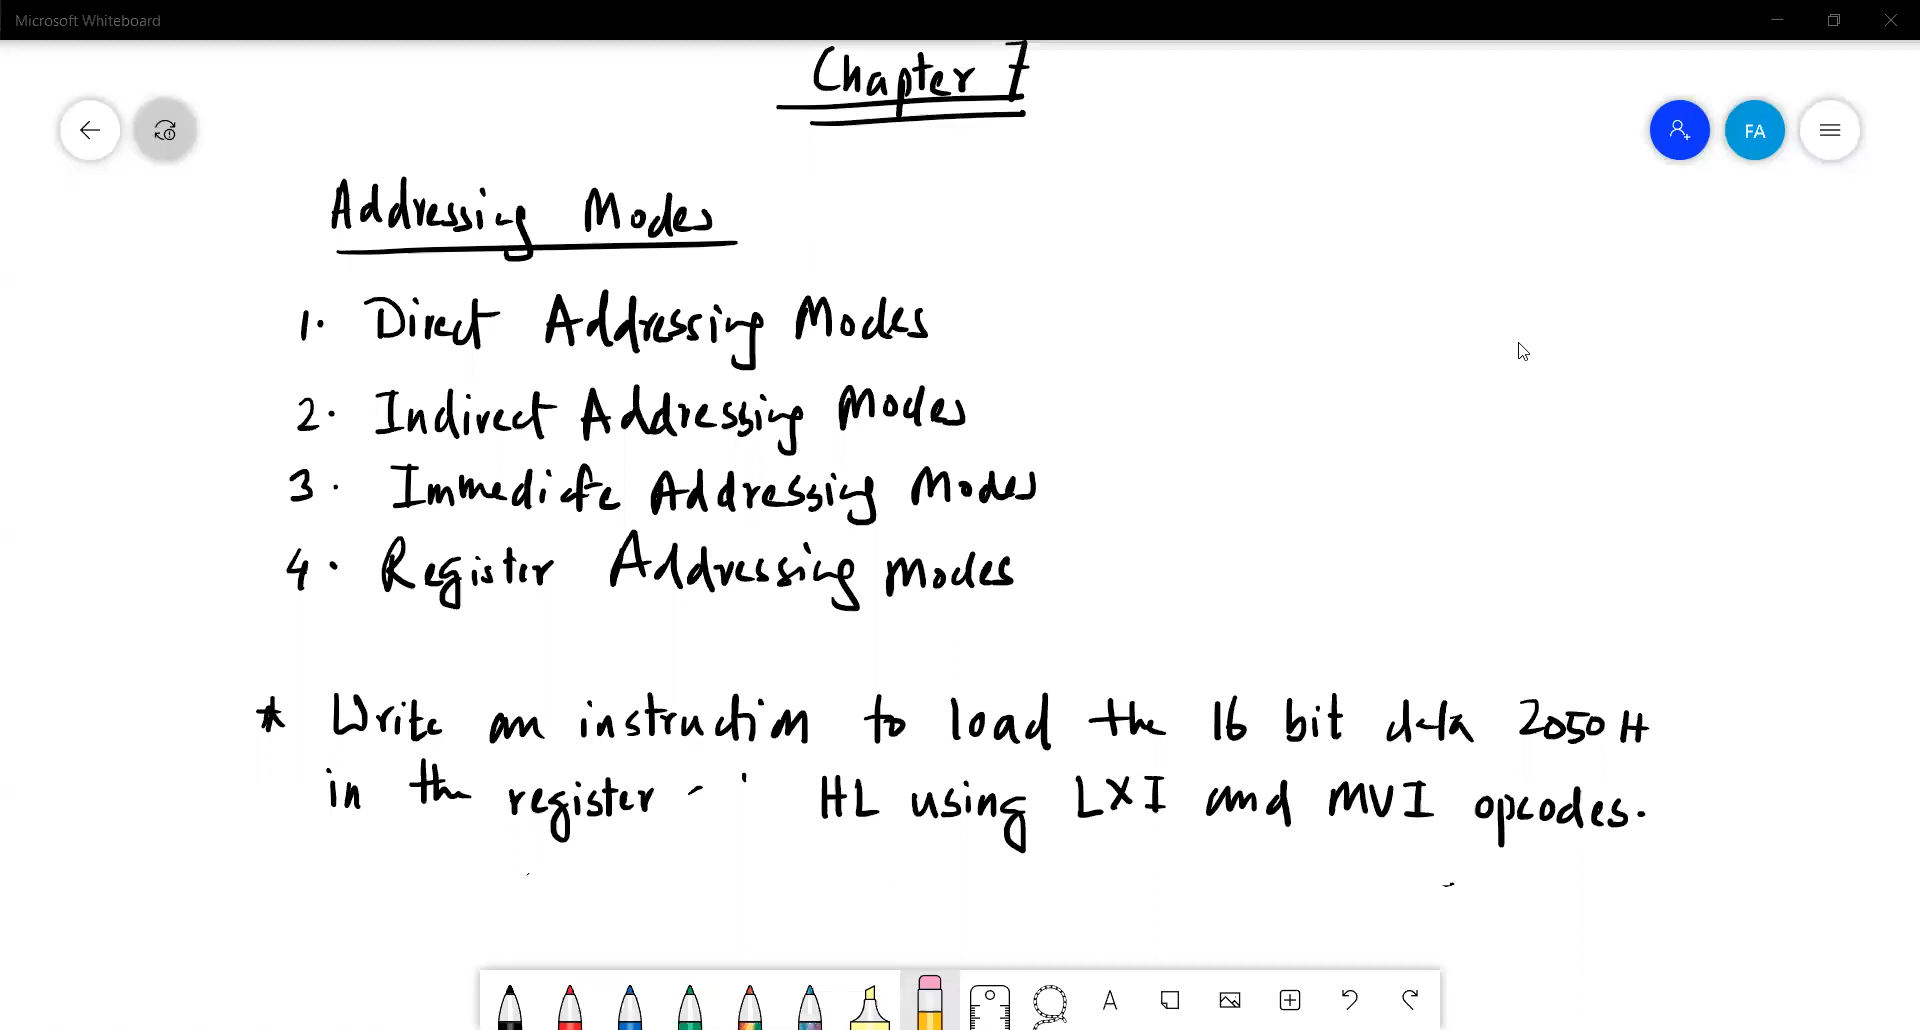 Microsoft Whiteboard
Chapter 7
FA
Addressing Modes
1. Direct Addressing Modes
2. Indirect Addressing Modes
3. Immediate Addressing Modes
4. Register Addressing Modes
* Write an instruction to load the 16 bit data 2050 H
in the register HL using LXI and MVI opcodes.
A